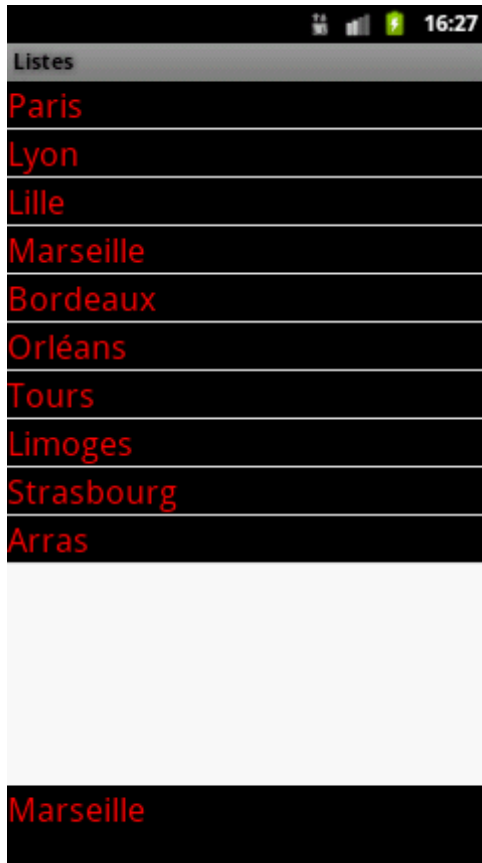 16:27
Listes
Paris
Lyon
Lille
Marseille
Bordeaux
Orléans
Tours
Limoges
Strasbourg
Arras
Marseille